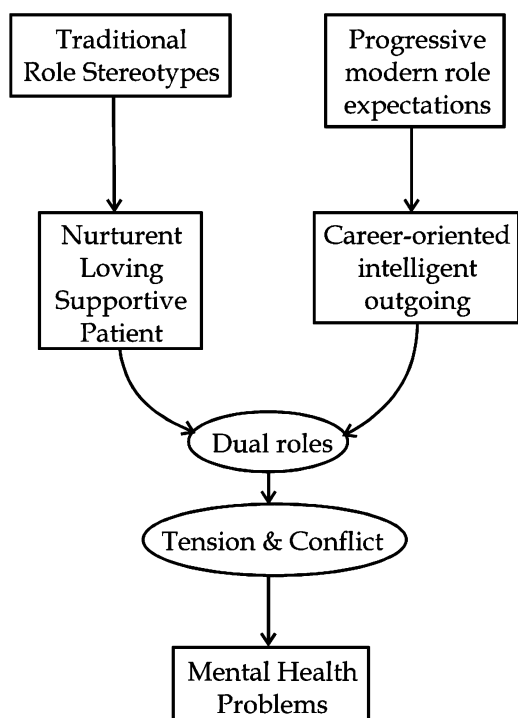 Traditional
Role Stereotypes
Progressive
modern role
expectations
Nurturent
Loving
Supportive
Patient
Career-oriented
intelligent
outgoing
Dual roles
Tension & Conflict
Mental Health
Problems